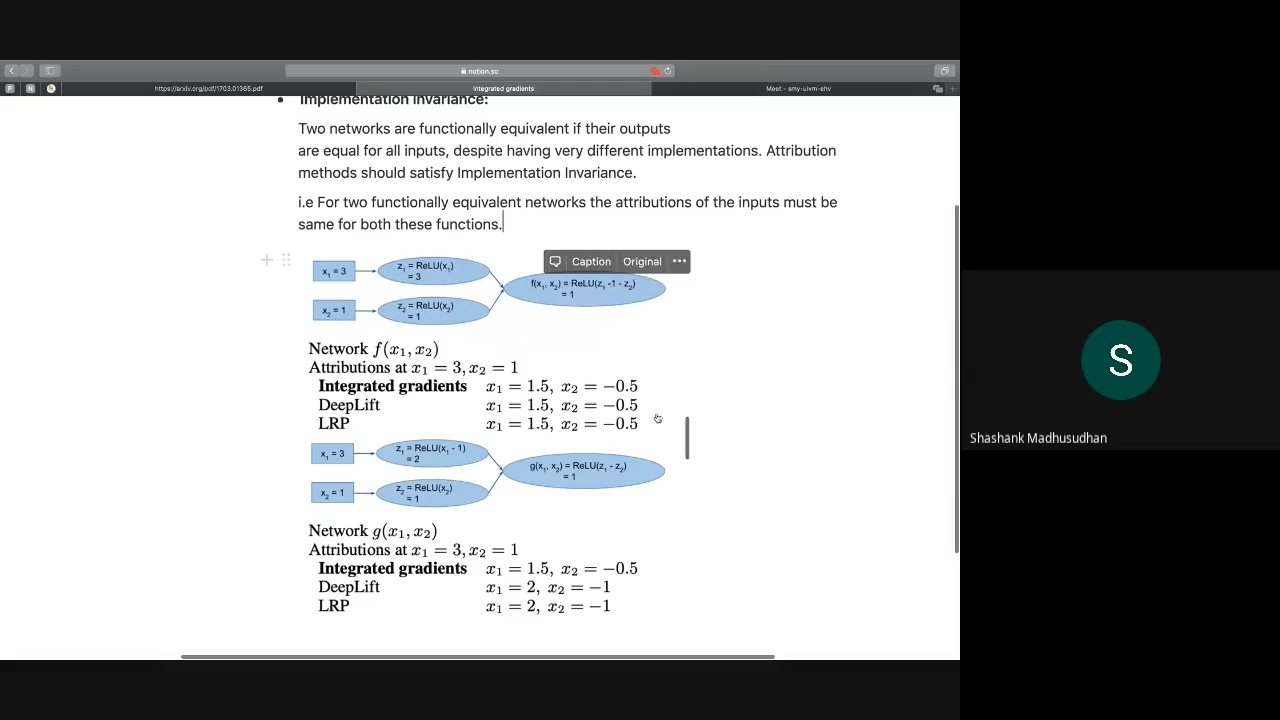 notion.so
P N https://arxiv.org/pdf/1703.01365.pdf Integrated gradients Meet - smy-uivm-ehv
• Implementation Invariance:
Two networks are functionally equivalent if their outputs
are equal for all inputs, despite having very different implementations. Attribution
methods should satisfy Implementation Invariance.
i.e For two functionally equivalent networks the attributions of the inputs must be
same for both these functions.
Caption Original •••
x₁ = 3
z₁ = ReLU(x₁)
= 3
f(x₁, x₂) = ReLU(z₁ -1 - z₂)
= 1
x₂ = 1
z₂ = ReLU(x₂)
= 1
Network f(x₁, x₂)
Attributions at x₁ = 3, x₂ = 1
Integrated gradients x₁ = 1.5, x₂ = −0.5
DeepLift x₁ = 1.5, x₂ = −0.5
LRP x₁ = 1.5, x₂ = −0.5
x₁ = 3
z₁ = ReLU(x₁ - 1)
= 2
g(x₁, x₂) = ReLU(z₁ - z₂)
= 1
x₂ = 1
z₂ = ReLU(x₂)
= 1
Network g(x₁, x₂)
Attributions at x₁ = 3, x₂ = 1
Integrated gradients x₁ = 1.5, x₂ = −0.5
DeepLift x₁ = 2, x₂ = −1
LRP x₁ = 2, x₂ = −1
S
Shashank Madhusudhan